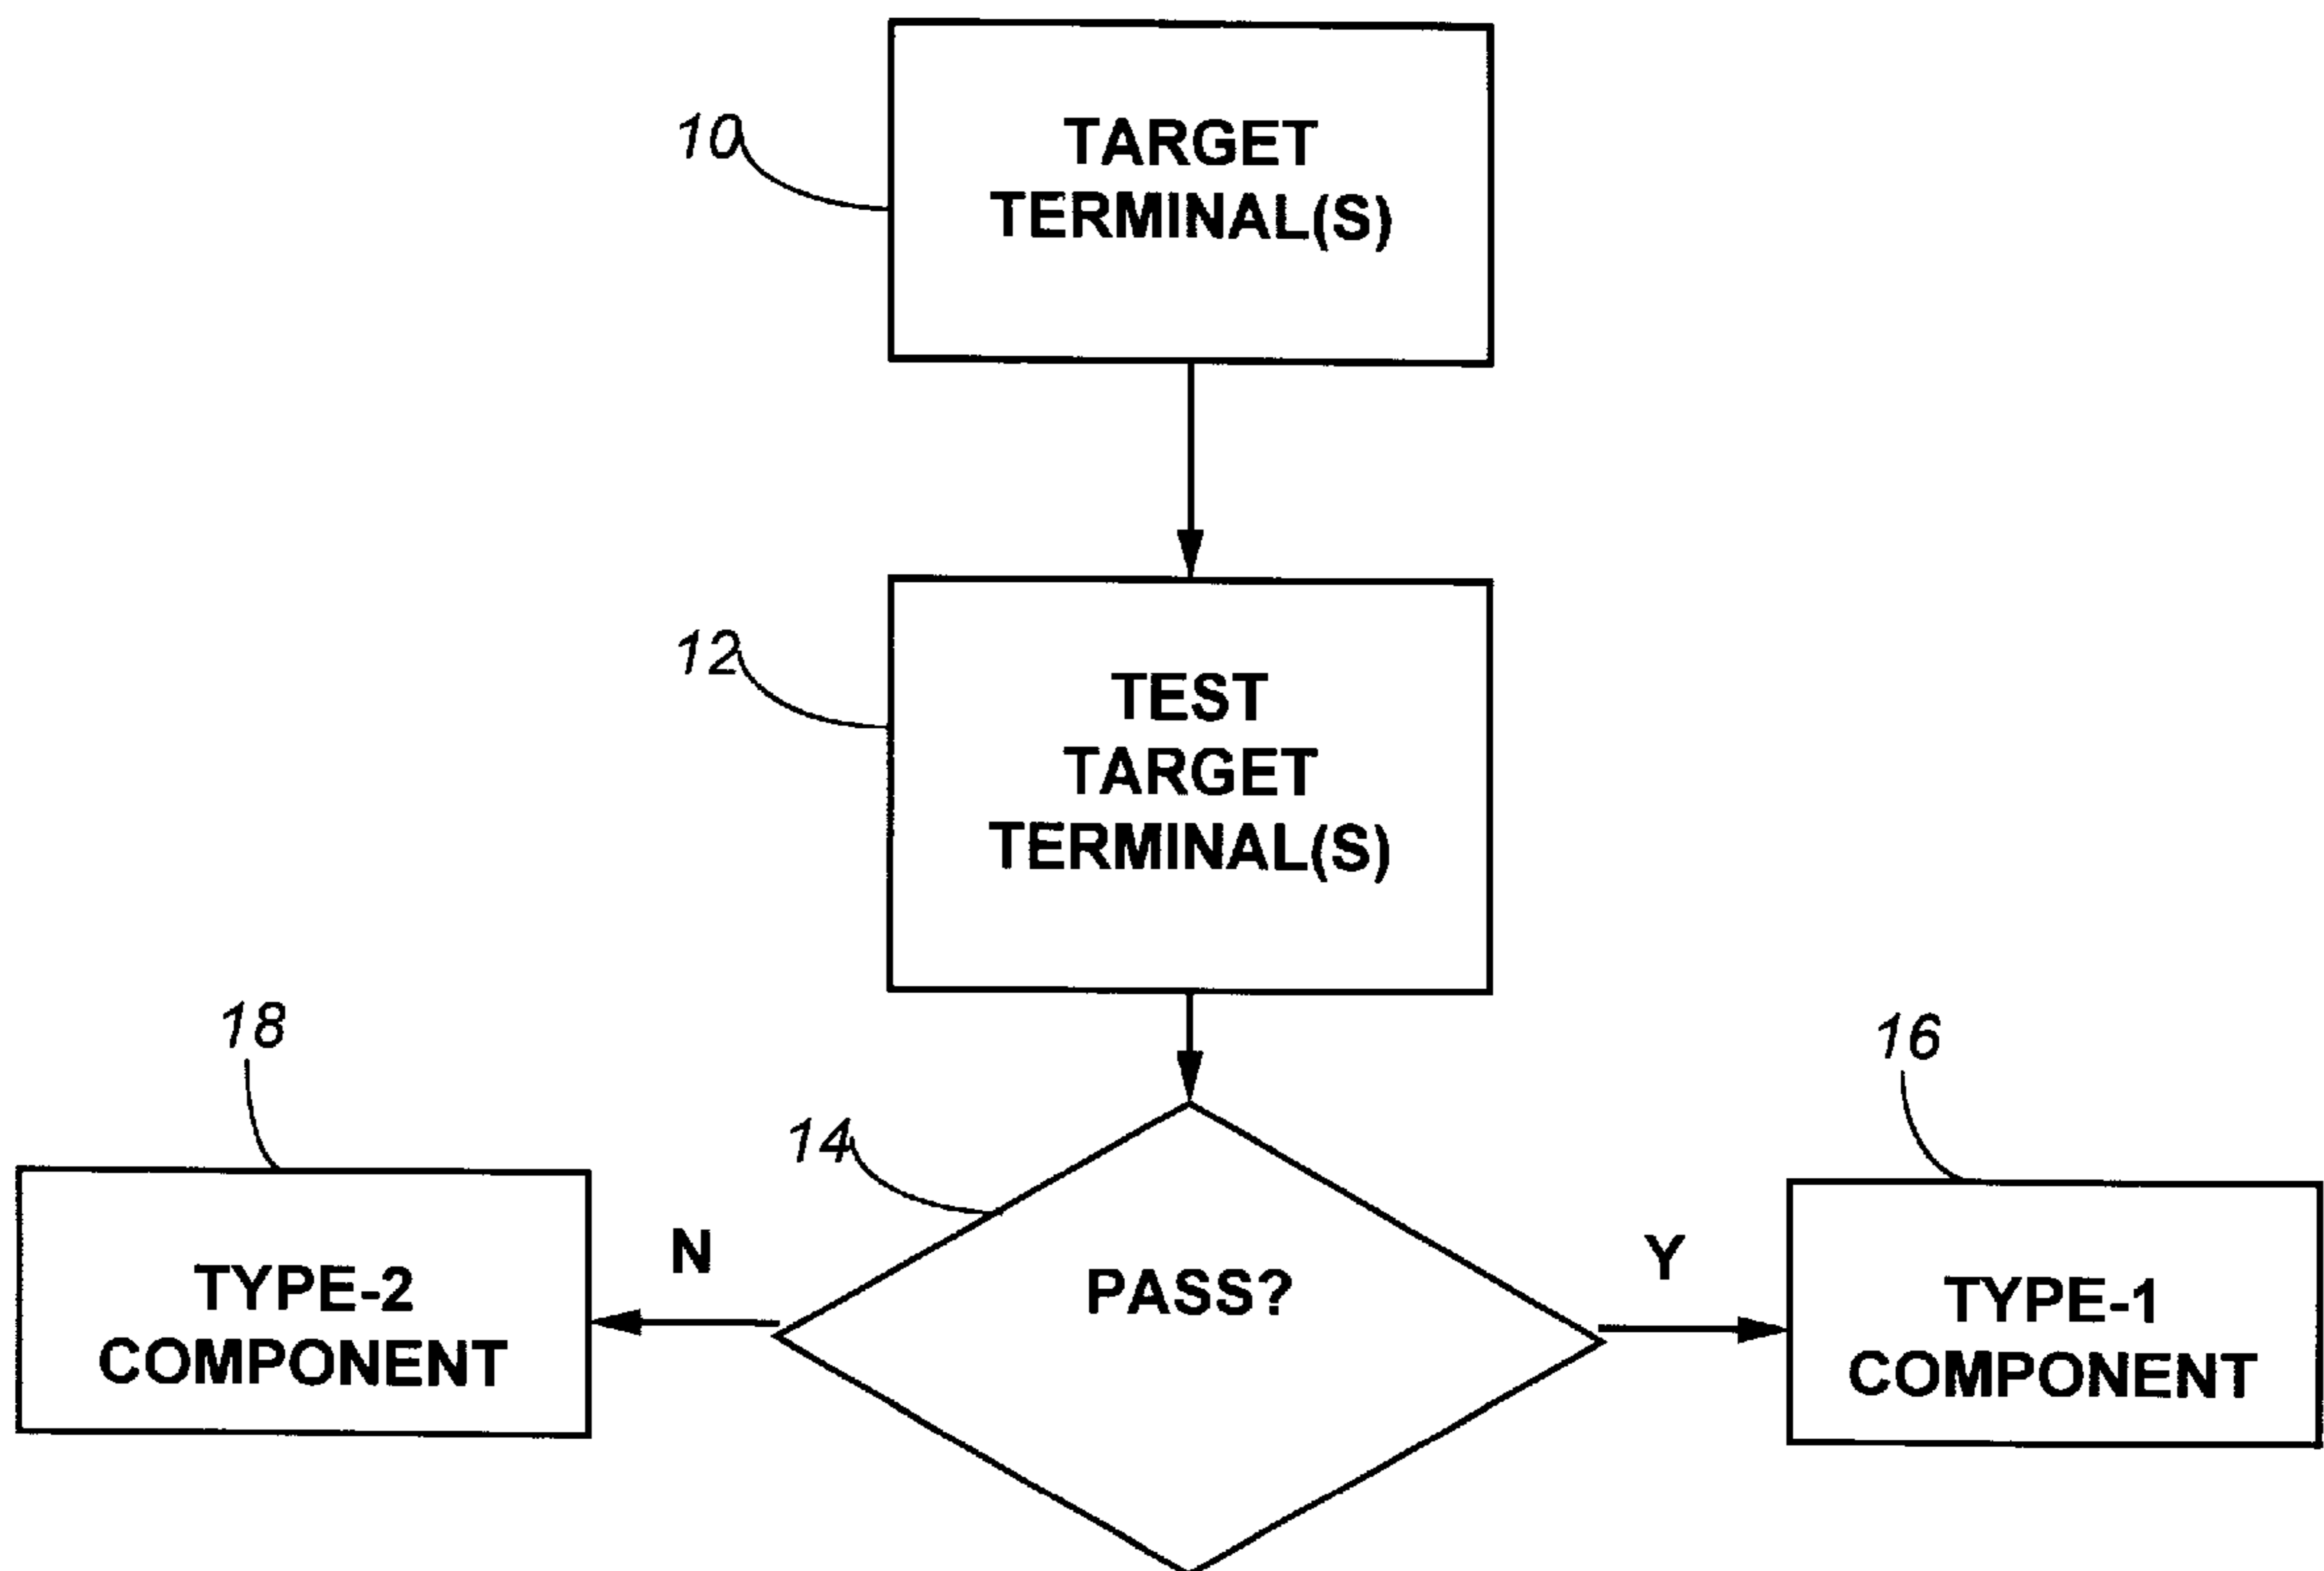 10
TARGET
TERMINAL(S)
12
TEST
TARGET
TERMINAL(S)
18
16
14
N
PASS?
Y
TYPE-2
COMPONENT
TYPE-1
COMPONENT